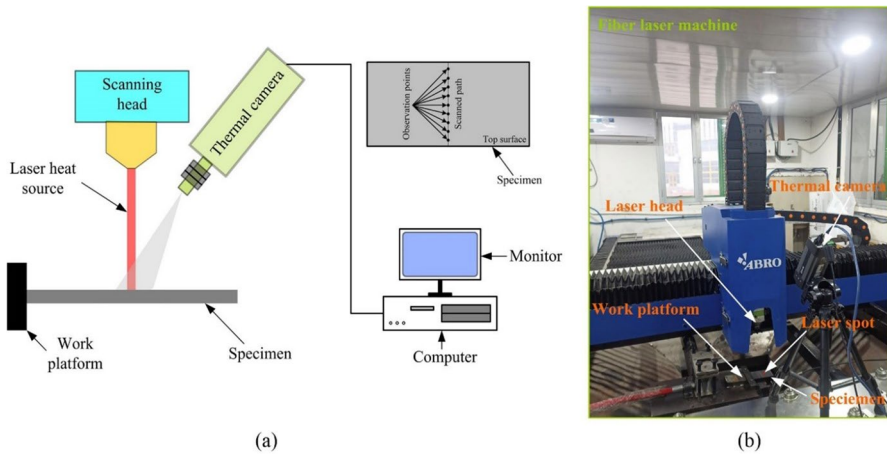 Scanning
head
Thermal camera
Laser heat
source
Work
platform
Specimen
Observation points
Scanned path
Top surface
Specimen
Monitor
Computer
(a)
Fiber laser machine
Thermal camera
Laser head
ABRO
Work platform
Laser spot
Speciemen
(b)